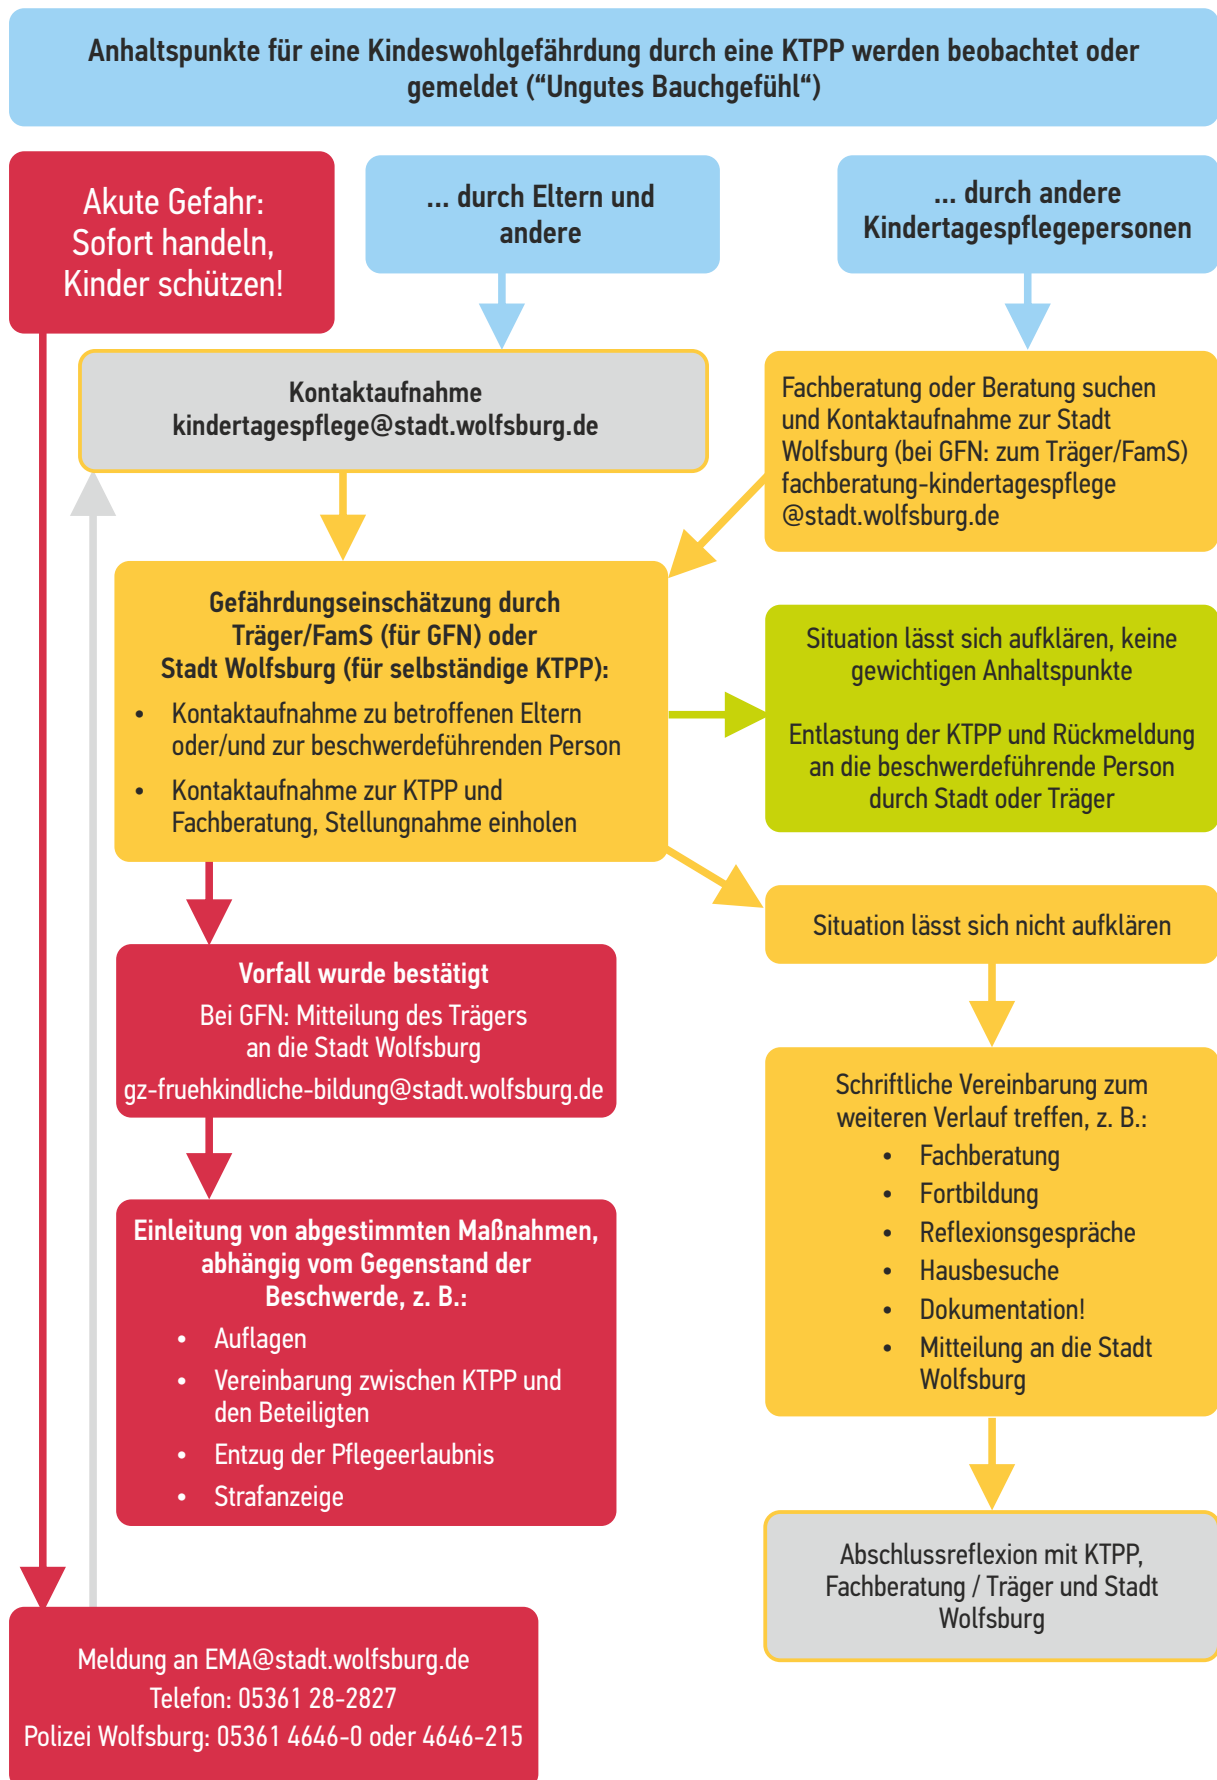 Anhaltspunkte für eine Kindeswohlgefährdung durch eine KTPP werden beobachtet oder
gemeldet (“Ungutes Bauchgefühl“)
Akute Gefahr:
Sofort handeln,
Kinder schützen!
... durch Eltern und
andere
... durch andere
Kindertagespflegepersonen
Kontaktaufnahme
kindertagespflege@stadt.wolfsburg.de
Fachberatung oder Beratung suchen
und Kontaktaufnahme zur Stadt
Wolfsburg (bei GFN: zum Träger/FamS)
fachberatung-kindertagespflege
@stadt.wolfsburg.de
Gefährdungseinschätzung durch
Träger/FamS (für GFN) oder
Stadt Wolfsburg (für selbständige KTPP):
• Kontaktaufnahme zu betroffenen Eltern
oder/und zur beschwerdeführenden Person
• Kontaktaufnahme zur KTPP und
Fachberatung, Stellungnahme einholen
Situation lässt sich aufklären, keine
gewichtigen Anhaltspunkte
Entlastung der KTPP und Rückmeldung
an die beschwerdeführende Person
durch Stadt oder Träger
Situation lässt sich nicht aufklären
Vorfall wurde bestätigt
Bei GFN: Mitteilung des Trägers
an die Stadt Wolfsburg
gz-fruehkindliche-bildung@stadt.wolfsburg.de
Schriftliche Vereinbarung zum
weiteren Verlauf treffen, z. B.:
• Fachberatung
• Fortbildung
• Reflexionsgespräche
• Hausbesuche
• Dokumentation!
• Mitteilung an die Stadt
Wolfsburg
Einleitung von abgestimmten Maßnahmen,
abhängig vom Gegenstand der
Beschwerde, z. B.:
• Auflagen
• Vereinbarung zwischen KTPP und
den Beteiligten
• Entzug der Pflegeerlaubnis
• Strafanzeige
Abschlussreflexion mit KTPP,
Fachberatung / Träger und Stadt
Wolfsburg
Meldung an EMA@stadt.wolfsburg.de
Telefon: 05361 28-2827
Polizei Wolfsburg: 05361 4646-0 oder 4646-215